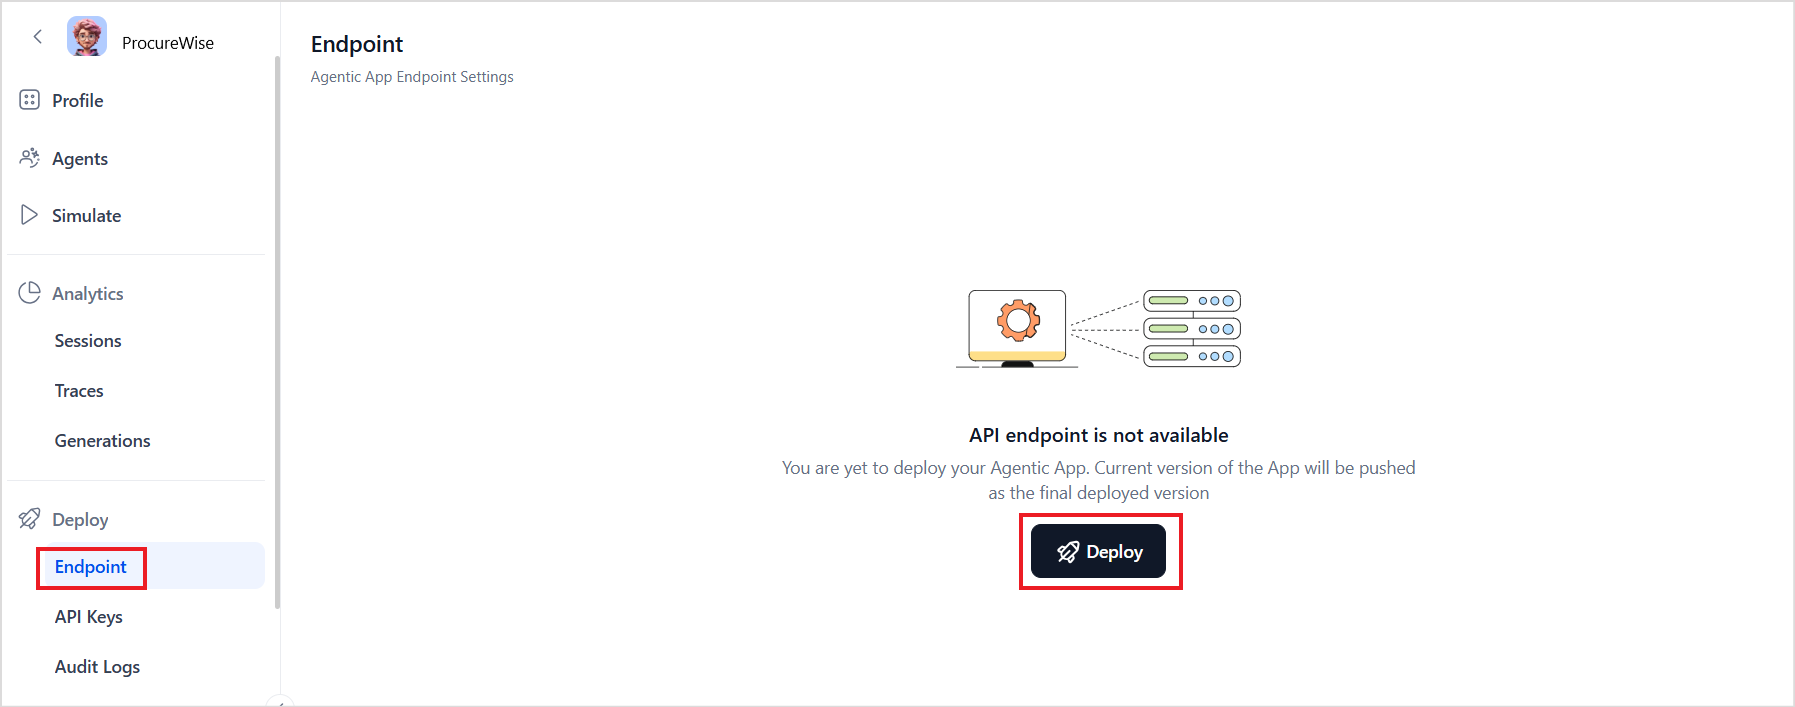 ProcureWise
Profile
Agents
Simulate
Analytics
Sessions
Traces
Generations
Deploy
Endpoint
API Keys
Audit Logs
Endpoint
Agentic App Endpoint Settings
API endpoint is not available
You are yet to deploy your Agentic App. Current version of the App will be pushed
as the final deployed version
Deploy